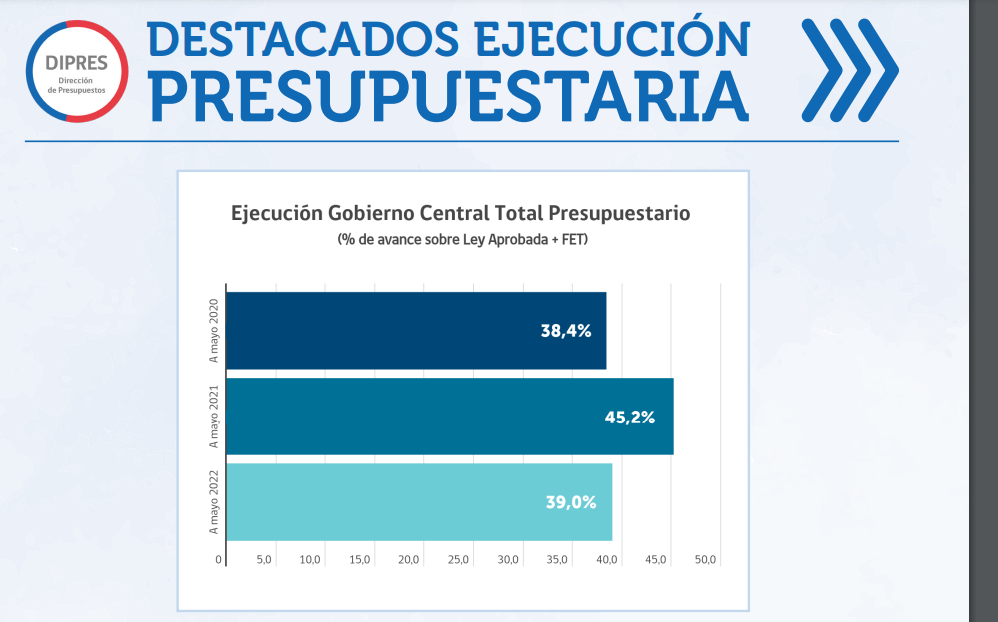 DIPRES
Dirección
de Presupuestos
DESTACADOS EJECUCIÓN
PRESUPUESTARIA
Ejecución Gobierno Central Total Presupuestario
(% de avance sobre Ley Aprobada + FET)
A mayo 2020
38,4%
A mayo 2021
45,2%
A mayo 2022
39,0%
0 5,0 10,0 15,0 20,0 25,0 30,0 35,0 40,0 45,0 50,0